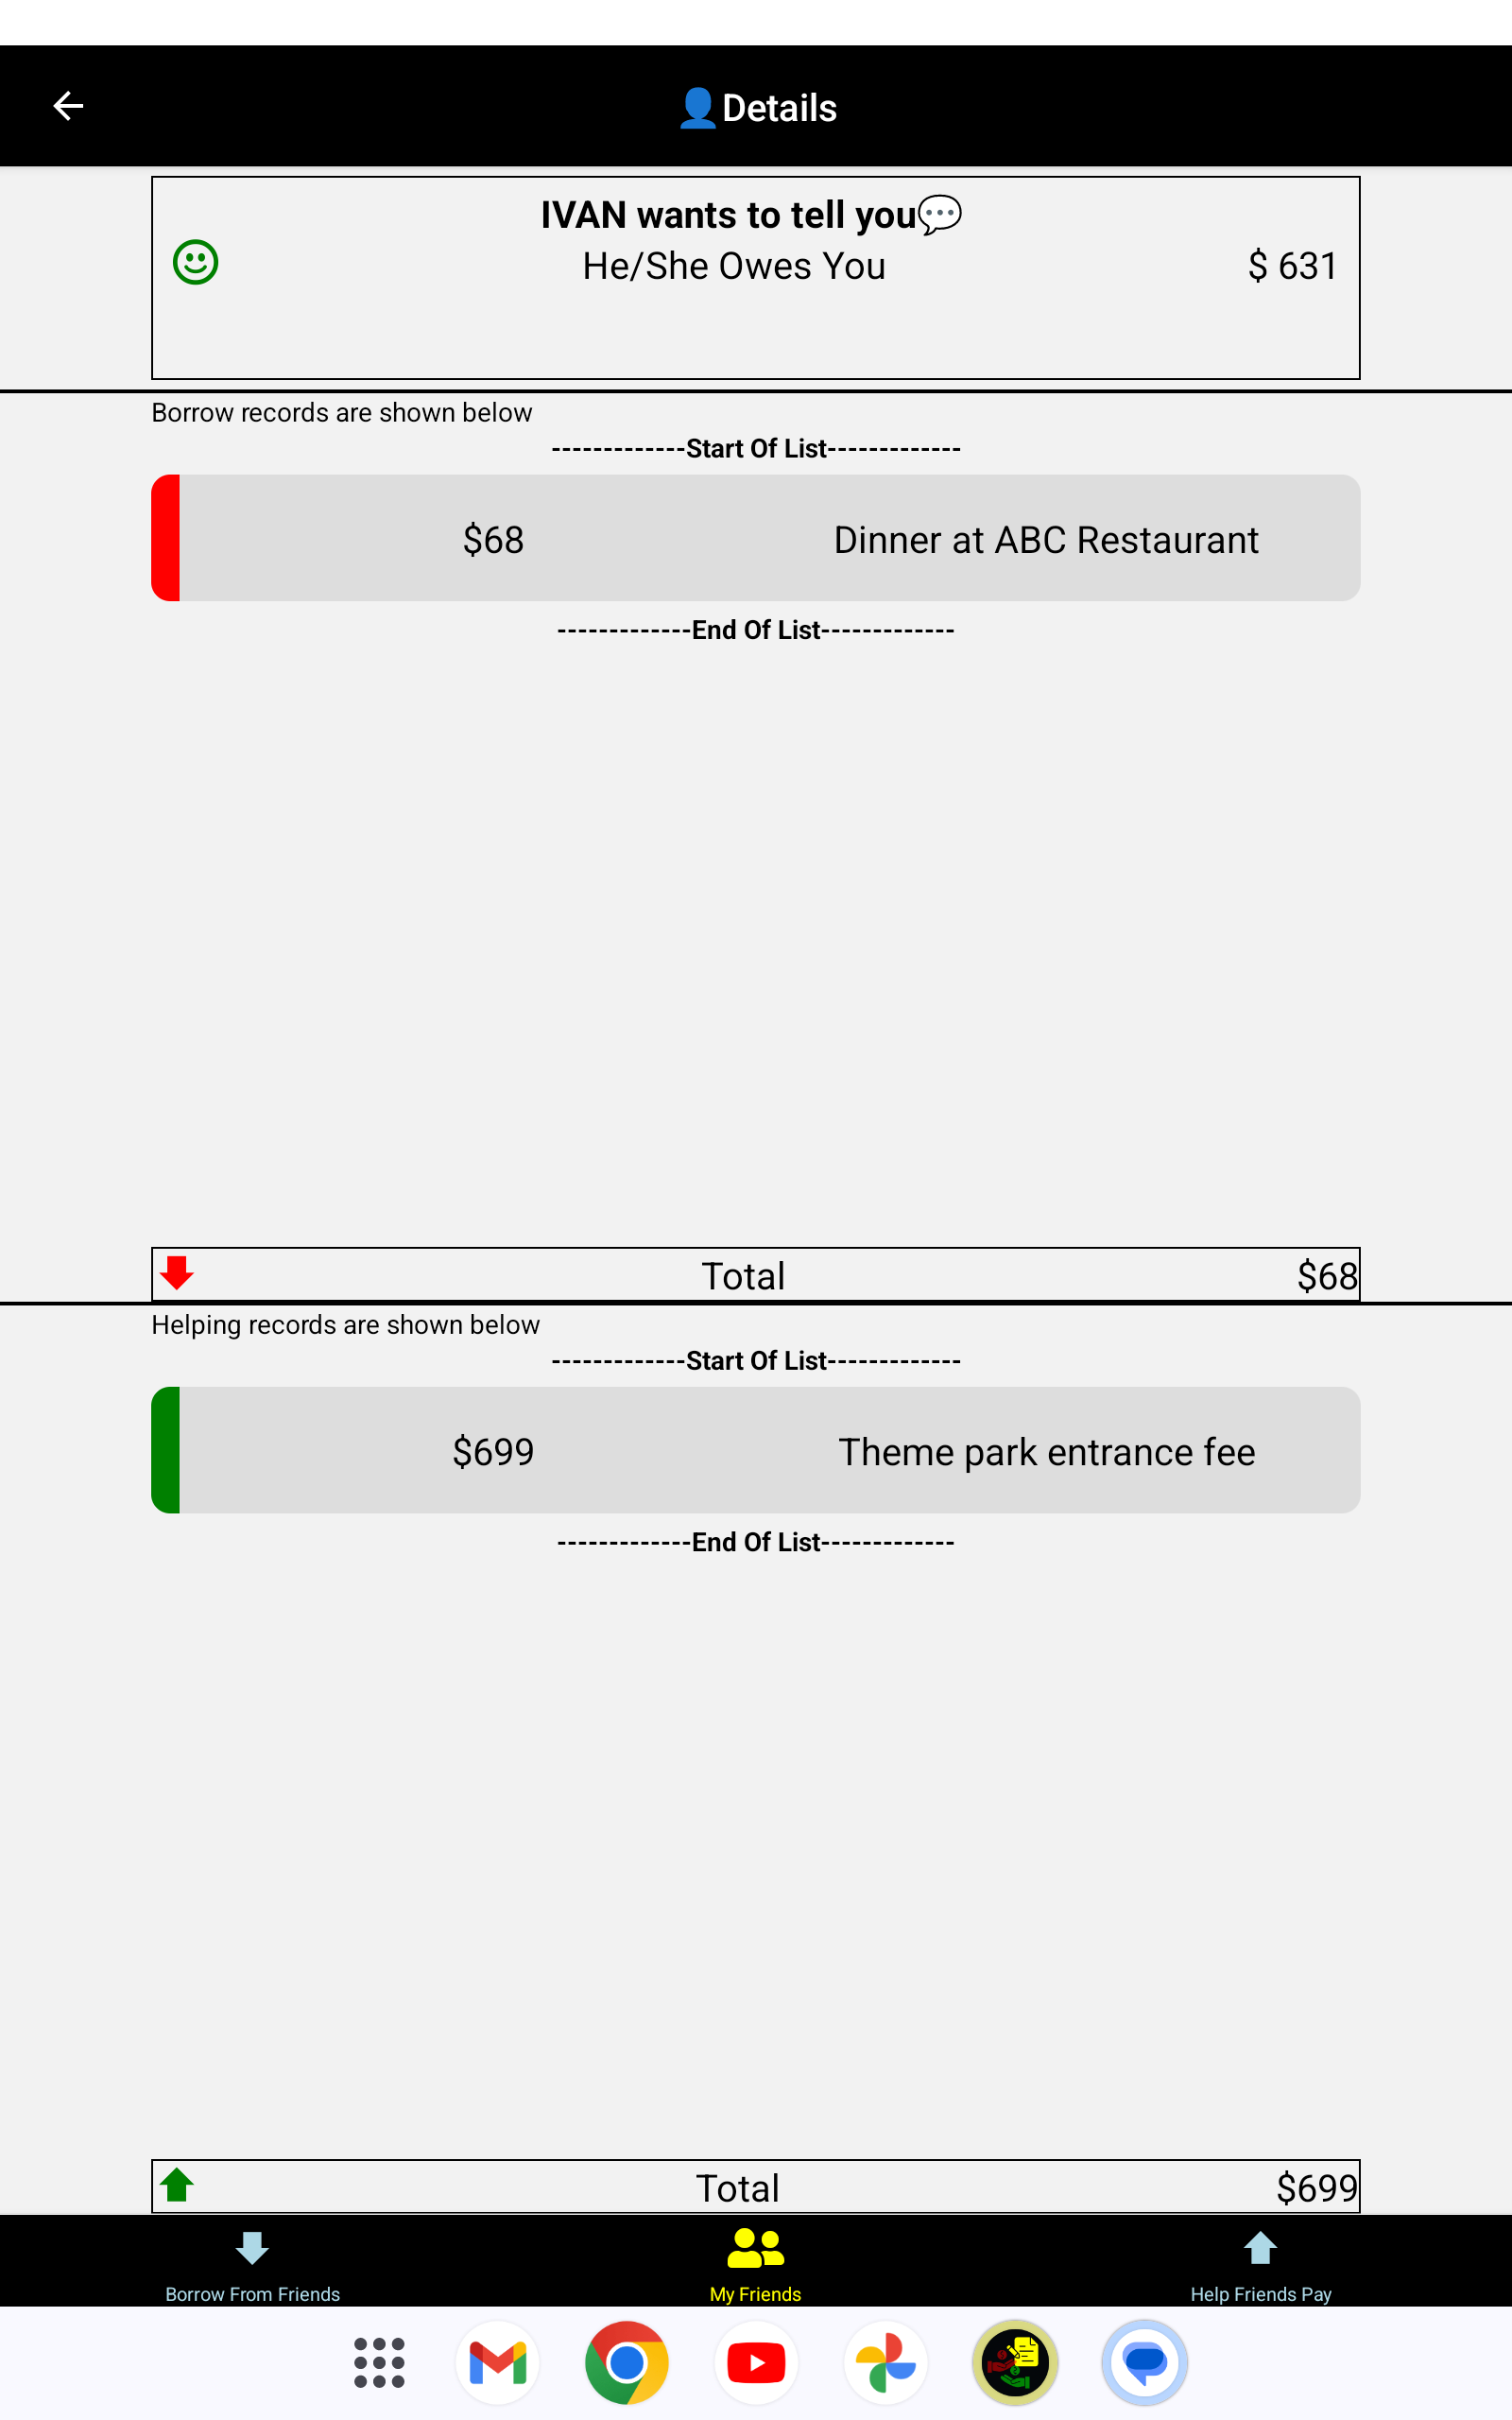 👤Details
IVAN wants to tell you💬
He/She Owes You $ 631
Borrow records are shown below
-------------Start Of List-------------
$68 Dinner at ABC Restaurant
-------------End Of List-------------
Total $68
Helping records are shown below
-------------Start Of List-------------
$699 Theme park entrance fee
-------------End Of List-------------
Total $699
Borrow From Friends My Friends Help Friends Pay